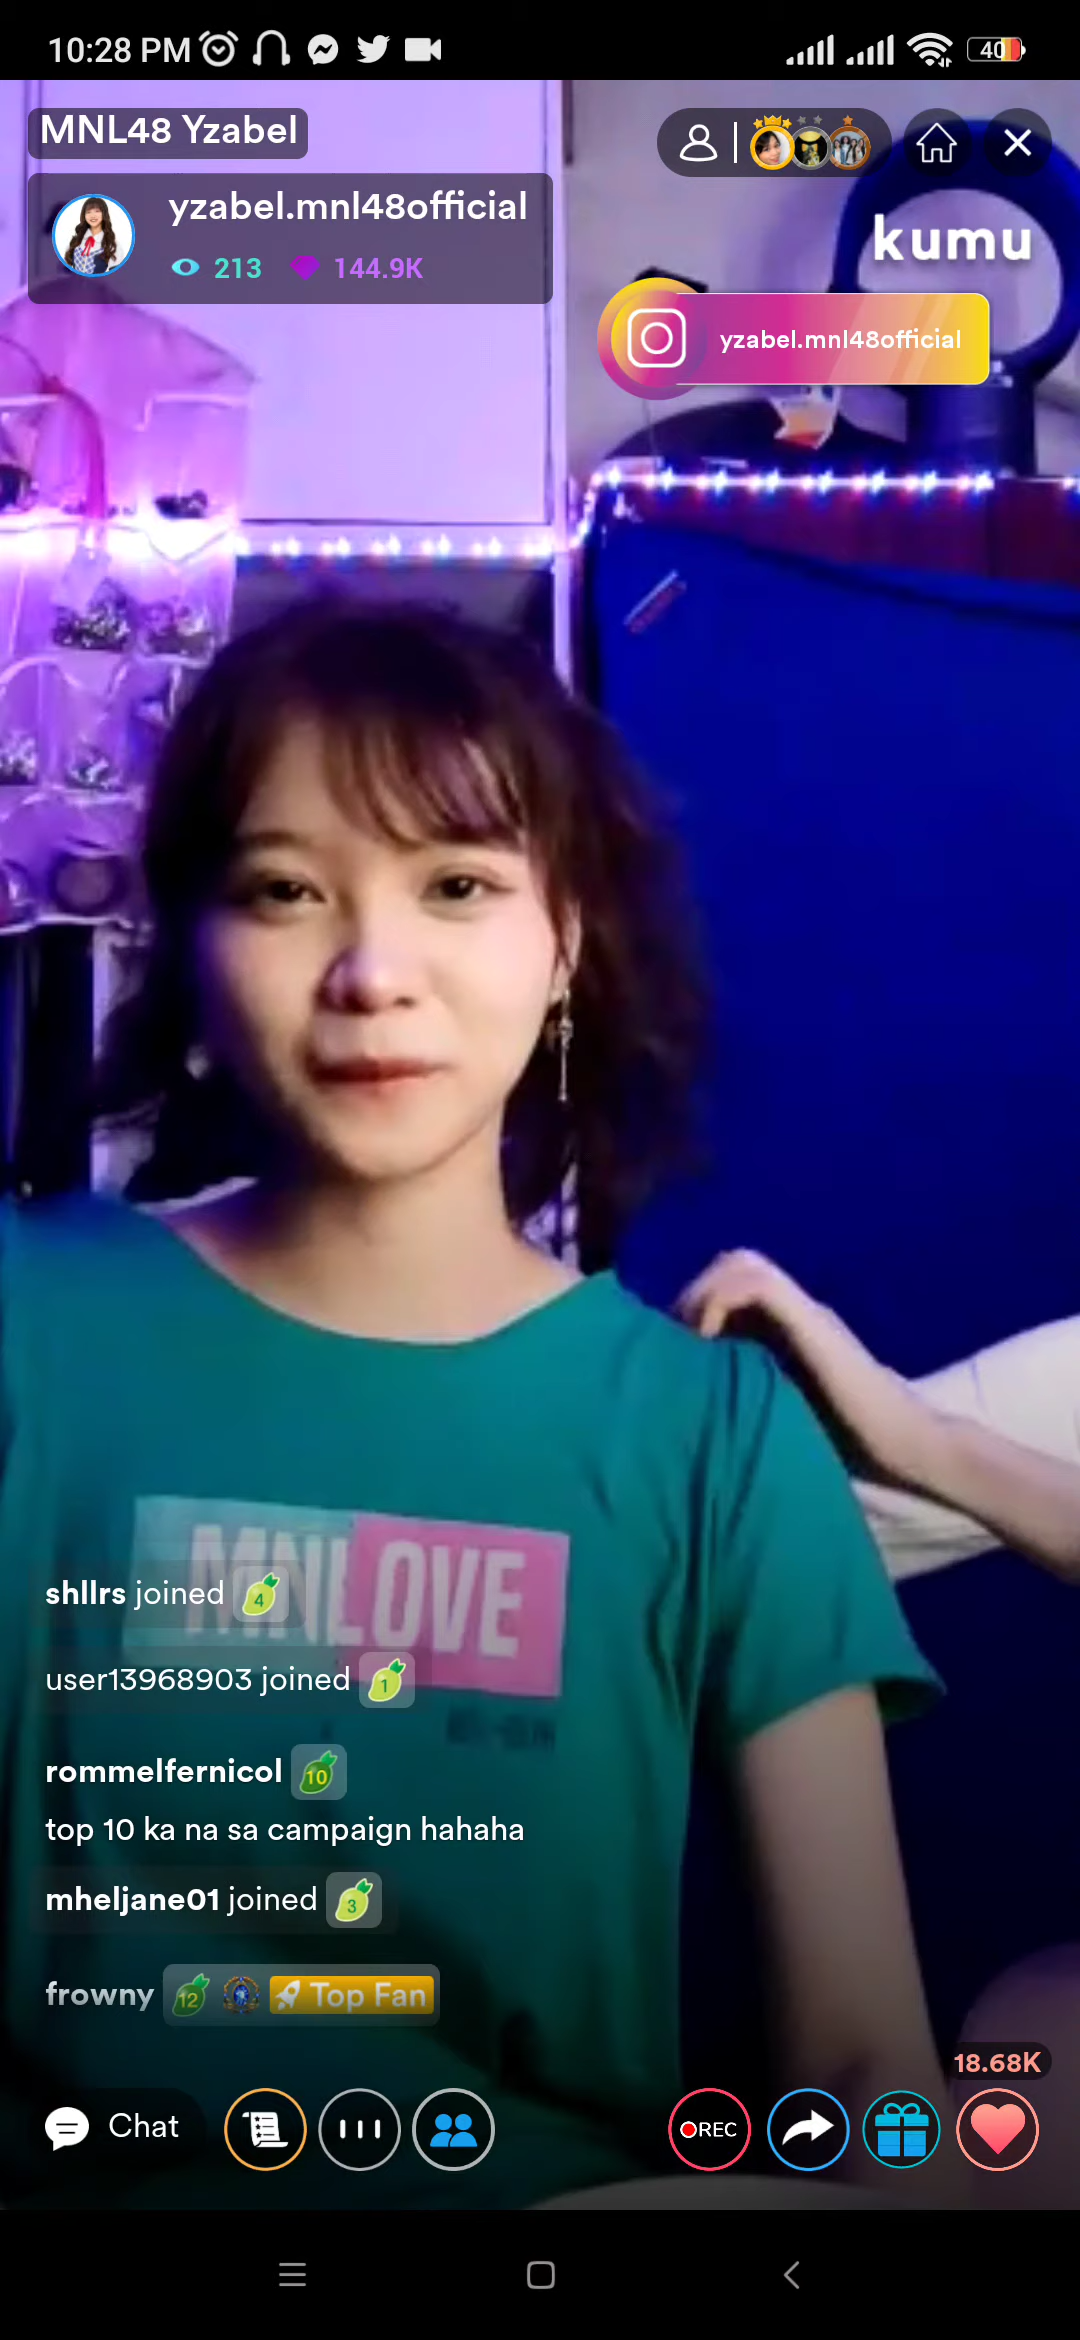 10:28 PM
40
MNL48 Yzabel
yzabel.mnl48official
213 144.9K
kumu
yzabel.mnl48official
MNLOVE
shllrs joined 4
user13968903 joined 1
rommelfernicol 10
top 10 ka na sa campaign hahaha
mheljane01 joined 3
frowny 12 Top Fan
18.68K
Chat
REC